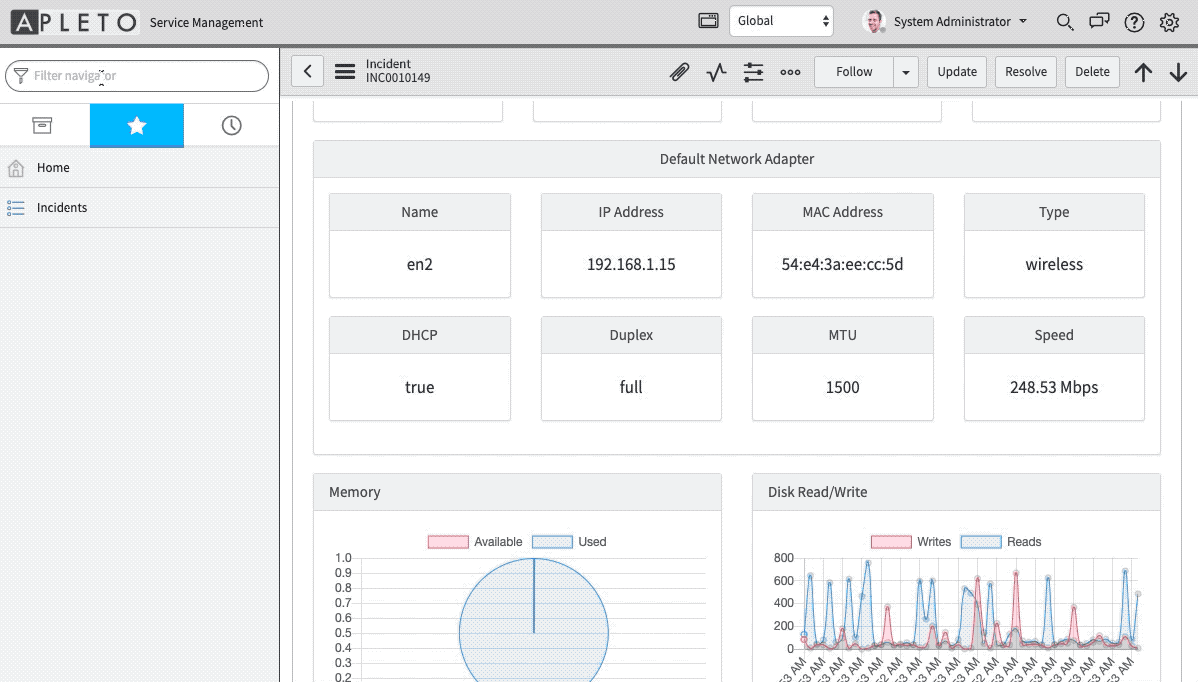 APLETO Service Management
Global
System Administrator
Filter navigator
Incident
INC0010149
Follow
Update
Resolve
Delete
Home
Incidents
Default Network Adapter
Name
IP Address
MAC Address
Type
en2
192.168.1.15
54:e4:3a:ee:cc:5d
wireless
DHCP
Duplex
MTU
Speed
true
full
1500
248.53 Mbps
Memory
Available
Used
1.0
0.9
0.8
0.7
0.6
0.5
0.4
0.3
0.2
Disk Read/Write
Writes
Reads
800
600
400
200
0